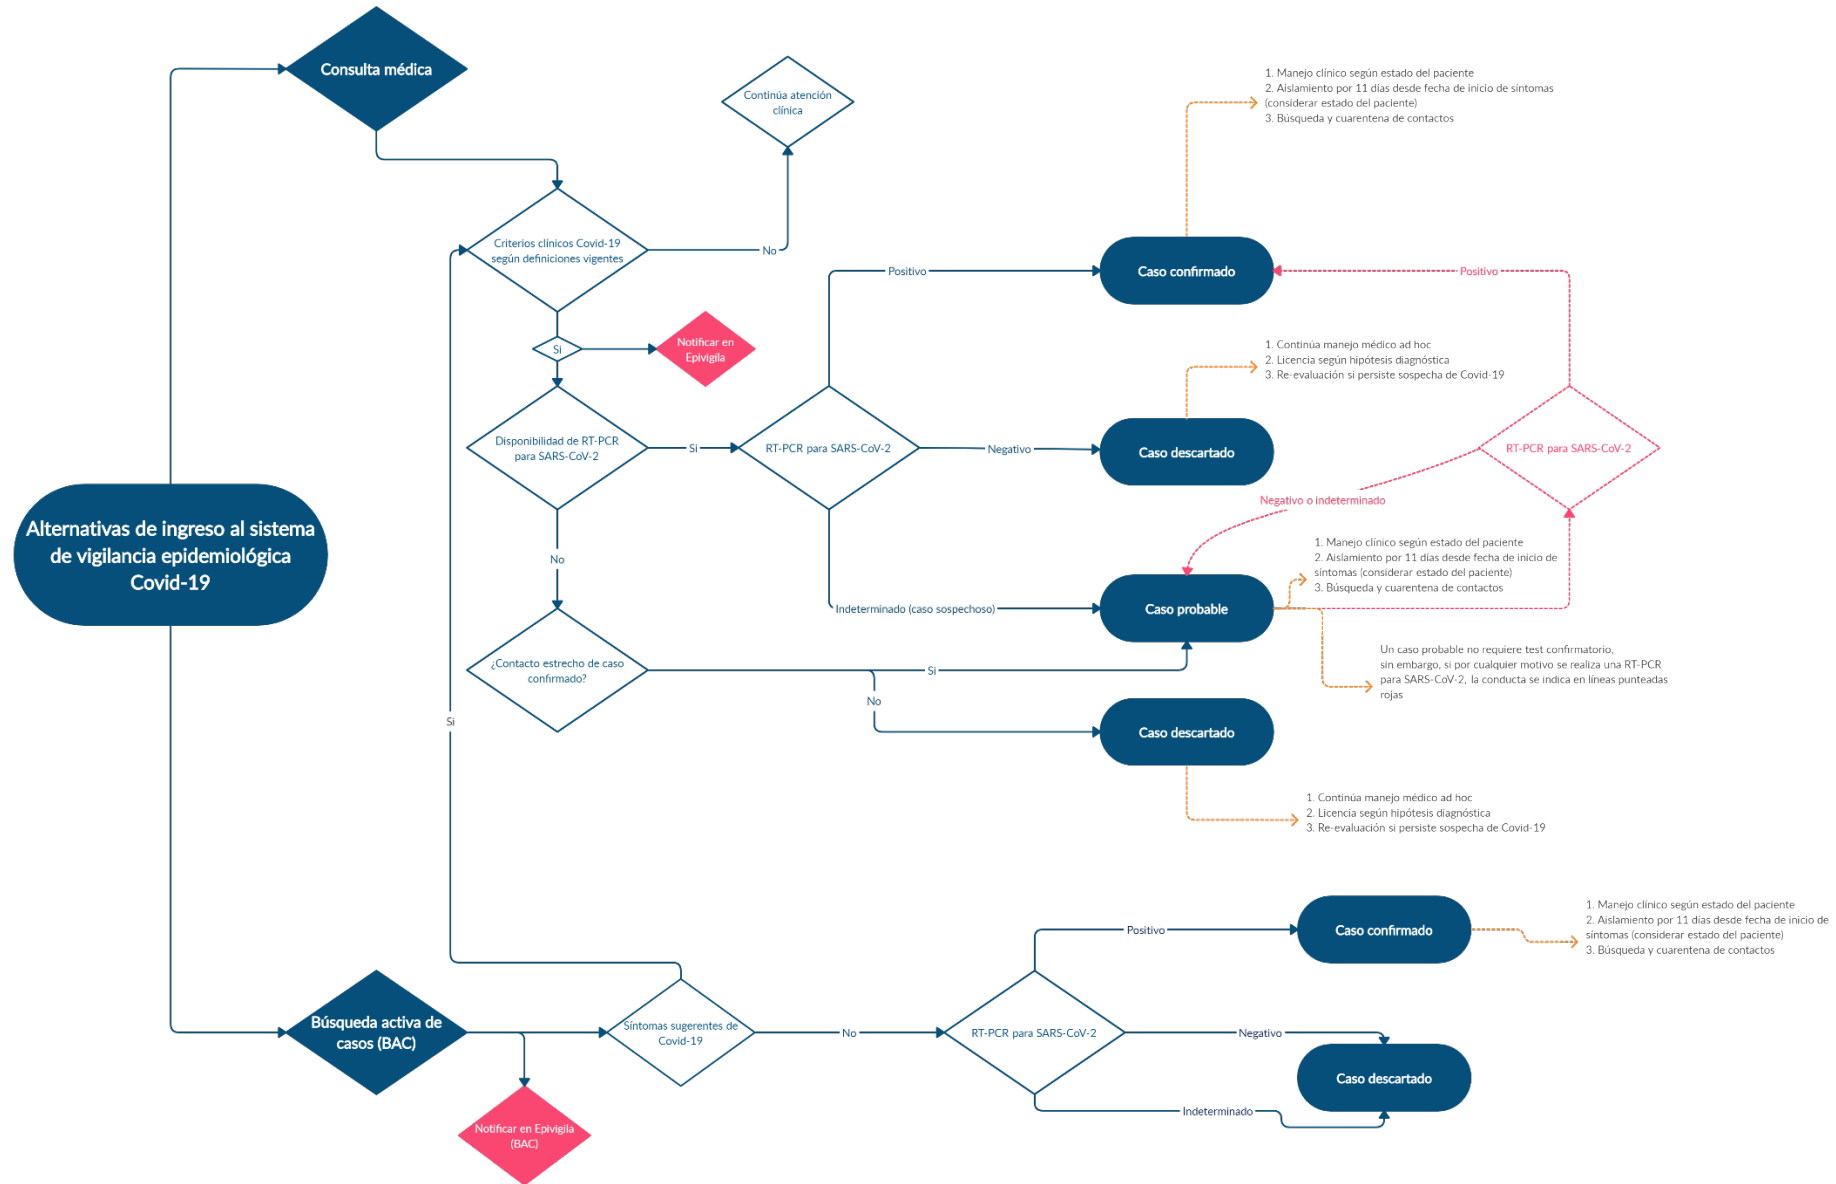 Consulta médica
Continúa atención
clínica
1. Manejo clínico según estado del paciente
2. Aislamiento por 11 días desde fecha de inicio de síntomas
(considerar estado del paciente)
3. Búsqueda y cuarentena de contactos
Criterios clínicos Covid-19
según definiciones vigentes
No
Positivo
Caso confirmado
Positivo
Si
Notificar en
Epivigila
1. Continúa manejo médico ad hoc
2. Licencia según hipótesis diagnóstica
3. Re-evaluación si persiste sospecha de Covid-19
Disponibilidad de RT-PCR
para SARS-CoV-2
Si
RT-PCR para SARS-CoV-2
Negativo
Caso descartado
RT-PCR para SARS-CoV-2
Negativo o indeterminado
Alternativas de ingreso al sistema
de vigilancia epidemiológica
Covid-19
No
1. Manejo clínico según estado del paciente
2. Aislamiento por 11 días desde fecha de inicio de
síntomas (considerar estado del paciente)
3. Búsqueda y cuarentena de contactos
Indeterminado (caso sospechoso)
Caso probable
¿Contacto estrecho de caso
confirmado?
Si
Un caso probable no requiere test confirmatorio,
sin embargo, si por cualquier motivo se realiza una RT-PCR
para SARS-CoV-2, la conducta se indica en líneas punteadas
rojas
No
Caso descartado
Si
1. Continúa manejo médico ad hoc
2. Licencia según hipótesis diagnóstica
3. Re-evaluación si persiste sospecha de Covid-19
Positivo
Caso confirmado
1. Manejo clínico según estado del paciente
2. Aislamiento por 11 días desde fecha de inicio de
síntomas (considerar estado del paciente)
3. Búsqueda y cuarentena de contactos
Búsqueda activa de
casos (BAC)
Síntomas sugerentes de
Covid-19
No
RT-PCR para SARS-CoV-2
Negativo
Caso descartado
Indeterminado
Notificar en Epivigila
(BAC)